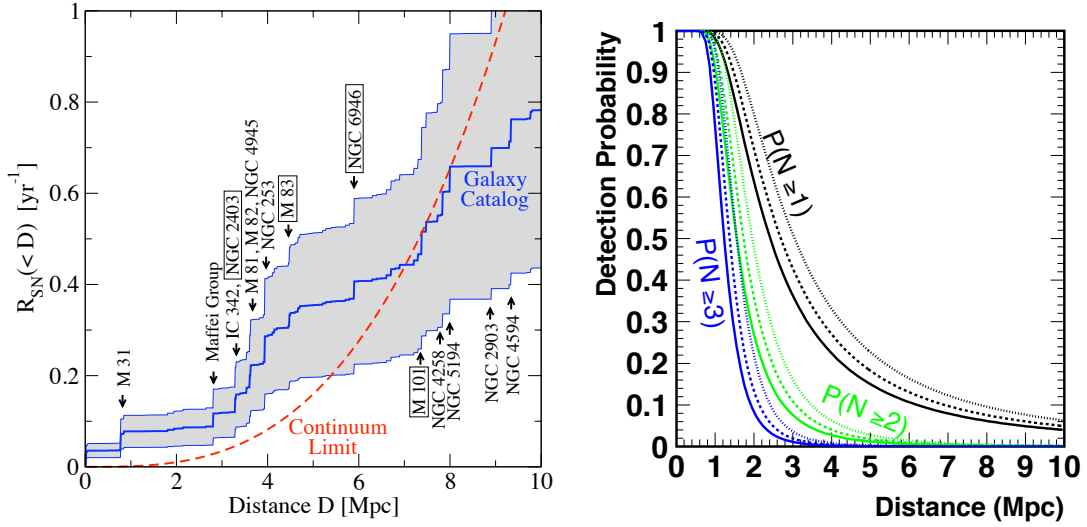 R_SN(< D) [yr⁻¹]
1
0.8
0.6
0.4
0.2
0
0
2
4
6
8
10
Distance D [Mpc]
M 31
Maffei Group
IC 342, NGC 2403
M 81, M 82, NGC 4945
NGC 253
M 83
NGC 6946
M 101
NGC 4258
NGC 5194
NGC 2903
NGC 4594
Galaxy
Catalog
Continuum
Limit
Detection Probability
1
0.9
0.8
0.7
0.6
0.5
0.4
0.3
0.2
0.1
0
0
1
2
3
4
5
6
7
8
9
10
Distance (Mpc)
P(N ≥1)
P(N ≥2)
P(N ≥3)